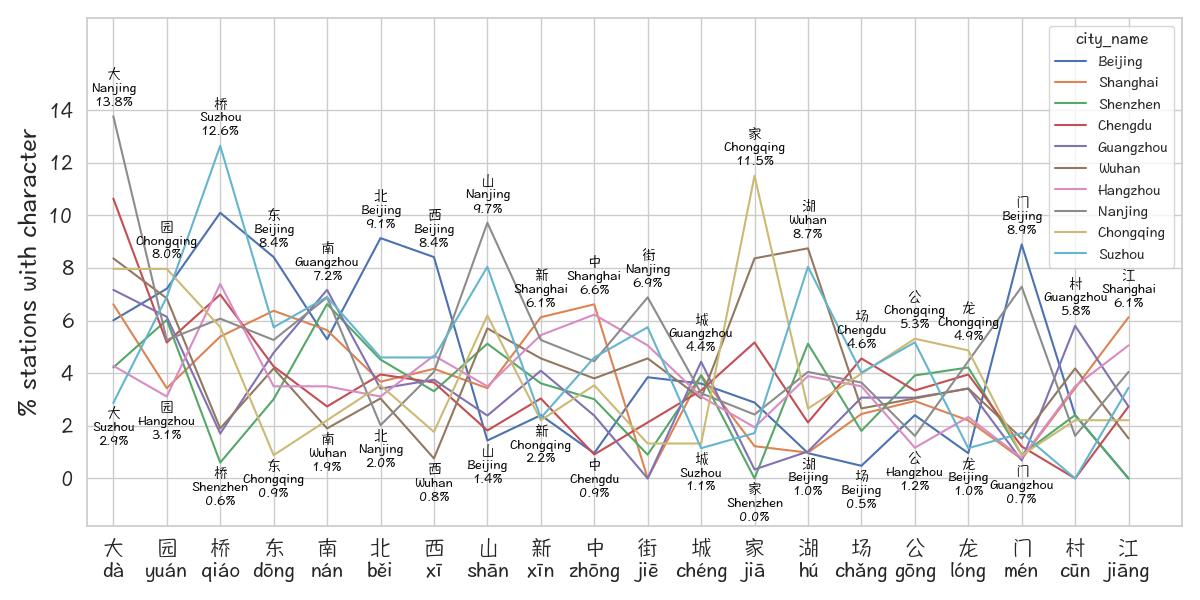 city_name
Beijing
Shanghai
Shenzhen
Chengdu
Guangzhou
Wuhan
Hangzhou
Nanjing
Chongqing
Suzhou
% stations with character
14
12
10
8
6
4
2
0
大
Nanjing
13.8%
园
Chongqing
8.0%
桥
Suzhou
12.6%
东
Beijing
8.4%
南
Guangzhou
7.2%
北
Beijing
9.1%
西
Beijing
8.4%
山
Nanjing
9.7%
新
Shanghai
6.1%
中
Shanghai
6.6%
街
Nanjing
6.9%
城
Guangzhou
4.4%
家
Chongqing
11.5%
湖
Wuhan
8.7%
场
Chengdu
4.6%
公
Chongqing
5.3%
龙
Chongqing
4.9%
门
Beijing
8.9%
村
Guangzhou
5.8%
江
Shanghai
6.1%
大
Suzhou
2.9%
园
Hangzhou
3.1%
桥
Shenzhen
0.6%
东
Chongqing
0.9%
南
Wuhan
1.9%
北
Nanjing
2.0%
西
Wuhan
0.8%
山
Beijing
1.4%
新
Chongqing
2.2%
中
Chengdu
0.9%
城
Suzhou
1.1%
家
Shenzhen
0.0%
湖
Beijing
1.0%
场
Beijing
0.5%
公
Hangzhou
1.2%
龙
Beijing
1.0%
门
Guangzhou
0.7%
大 园 桥 东 南 北 西 山 新 中 街 城 家 湖 场 公 龙 门 村 江
dà yuán qiáo dōng nán běi xī shān xīn zhōng jiē chéng jiā hú chǎng gōng lóng mén cūn jiāng